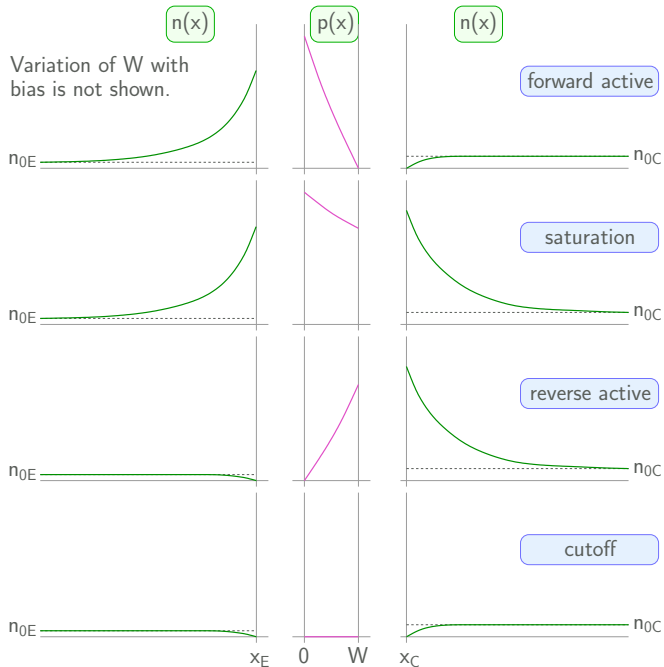 n(x) p(x) n(x)
Variation of W with
bias is not shown.
forward active
n0E n0C
saturation
n0E n0C
reverse active
n0E n0C
cutoff
n0E n0C
xE 0 W xC